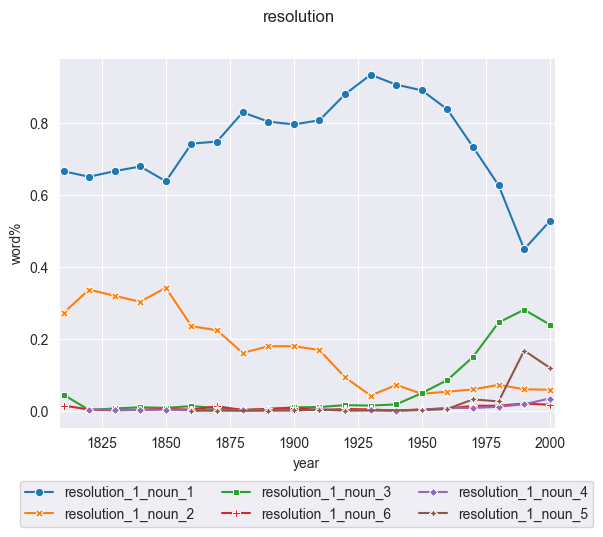 resolution
word%
0.8
0.6
0.4
0.2
0.0
1825 1850 1875 1900 1925 1950 1975 2000
year
resolution_1_noun_1 resolution_1_noun_3 resolution_1_noun_4
resolution_1_noun_2 resolution_1_noun_6 resolution_1_noun_5